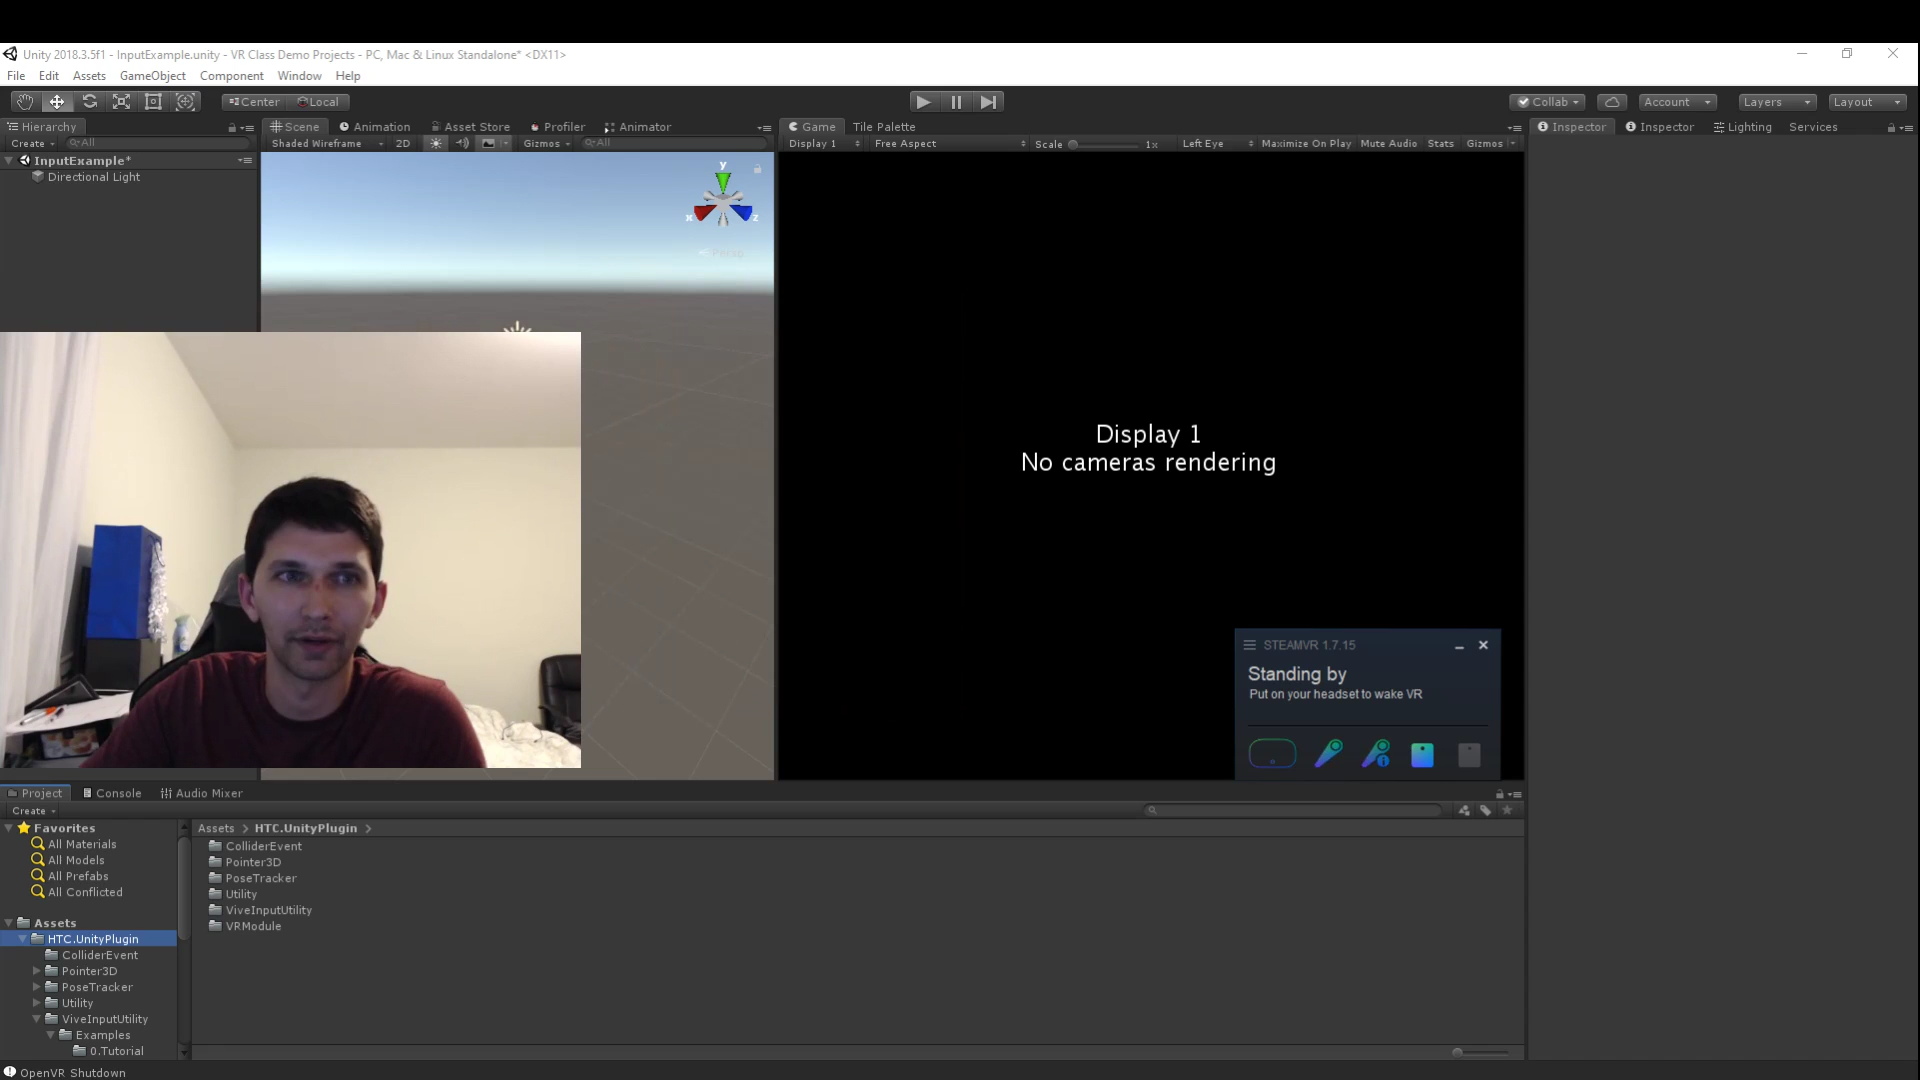 Unity 2018.3.5f1 - InputExample.unity - VR Class Demo Projects - PC, Mac & Linux Standalone* <DX11>
File Edit Assets GameObject Component Window Help
Center Local
Collab Account Layers Layout
Hierarchy
Scene Animation Asset Store Profiler Animator
Game Tile Palette
Inspector Inspector Lighting Services
Create All
Shaded Wireframe 2D Gizmos All
Display 1 Free Aspect Scale 1x Left Eye Maximize On Play Mute Audio Stats Gizmos
InputExample*
Directional Light
y
x z
Persp
Display 1
No cameras rendering
STEAMVR 1.7.15
Standing by
Put on your headset to wake VR
Project Console Audio Mixer
Create
Favorites
All Materials
All Models
All Prefabs
All Conflicted
Assets
HTC.UnityPlugin
ColliderEvent
Pointer3D
PoseTracker
Utility
ViveInputUtility
Examples
0.Tutorial
Assets > HTC.UnityPlugin >
ColliderEvent
Pointer3D
PoseTracker
Utility
ViveInputUtility
VRModule
OpenVR Shutdown